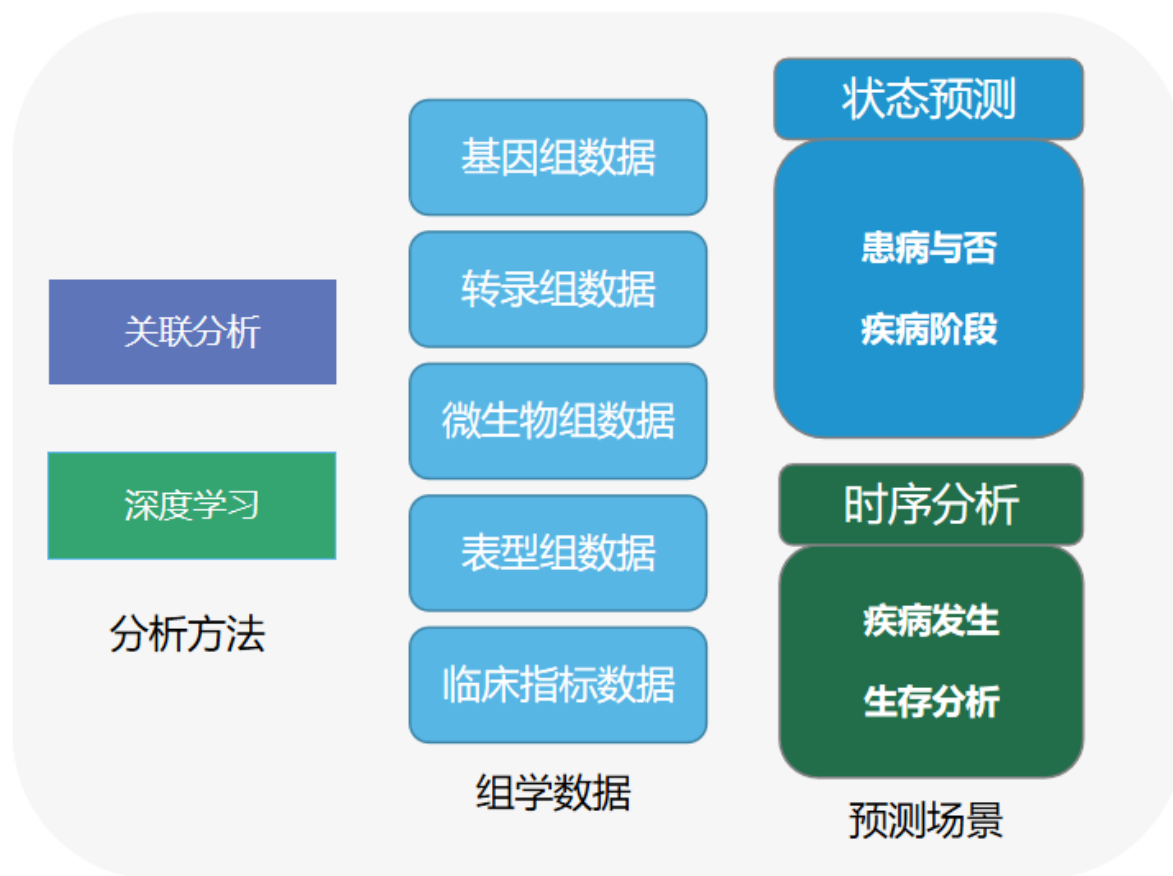 关联分析
深度学习
分析方法
基因组数据
转录组数据
微生物组数据
表型组数据
临床指标数据
组学数据
状态预测
患病与否
疾病阶段
时序分析
疾病发生
生存分析
预测场景